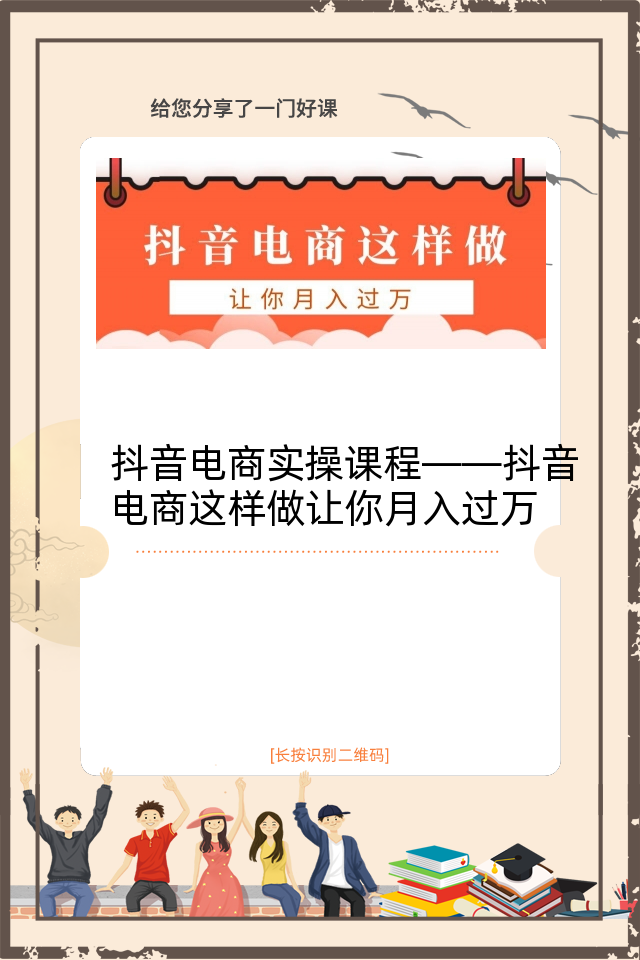 给您分享了一门好课
抖音电商这样做
让你月入过万
抖音电商实操课程——抖音
电商这样做让你月入过万
[长按识别二维码]